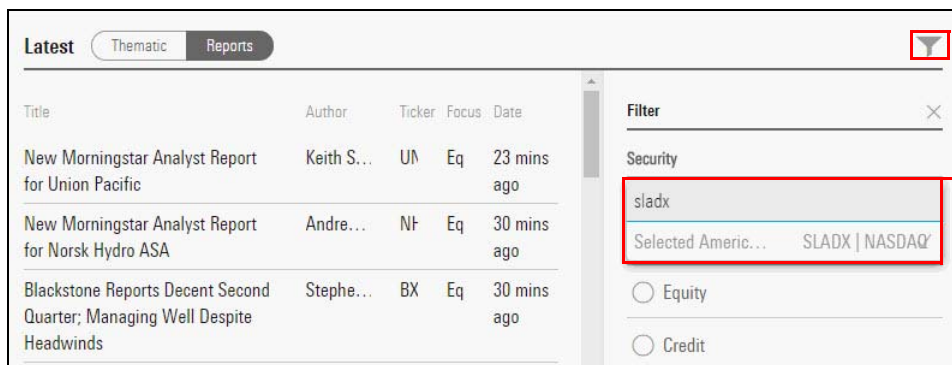 Latest Thematic Reports
Title Author Ticker Focus Date
New Morningstar Analyst Report Keith S... UN Eq 23 mins
for Union Pacific ago
New Morningstar Analyst Report Andre... Eq 30 mins
for Norsk Hydro ASA ago
Blackstone Reports Decent Second Stephe... BX Eq 30 mins
Quarter; Managing Well Despite ago
Headwinds
Filter
Security
sladx
Selected Americ... SLADX | NASDAQ
Equity
Credit